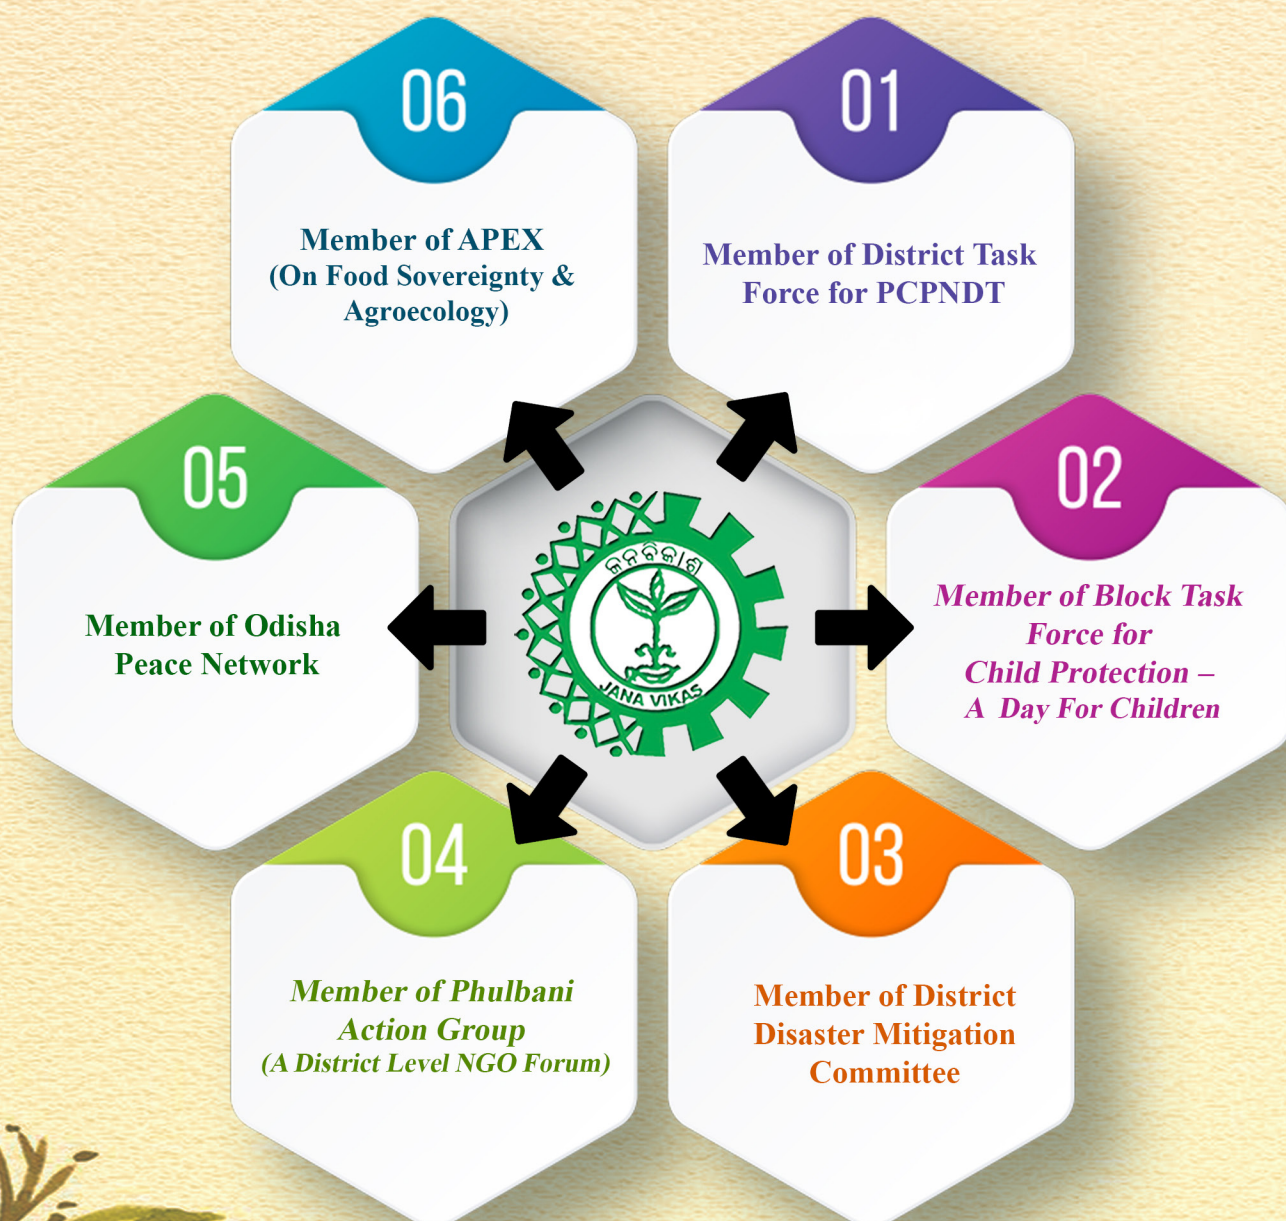 01
Member of District Task
Force for PCPNDT
02
Member of Block Task
Force for
Child Protection –
A Day For Children
03
Member of District
Disaster Mitigation
Committee
04
Member of Phulbani
Action Group
(A District Level NGO Forum)
05
Member of Odisha
Peace Network
06
Member of APEX
(On Food Sovereignty &
Agroecology)
ଜନବିକାଶ
JANA VIKAS